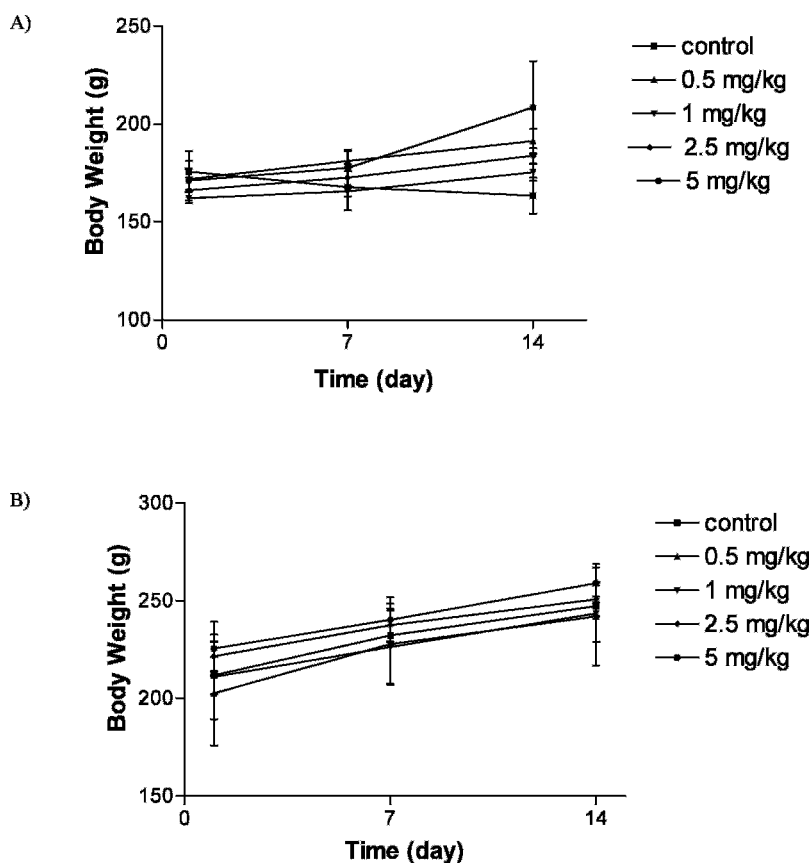 A)
250
200
150
100
Body Weight (g)
0 7 14
Time (day)
control
0.5 mg/kg
1 mg/kg
2.5 mg/kg
5 mg/kg
B)
300
250
200
150
Body Weight (g)
0 7 14
Time (day)
control
0.5 mg/kg
1 mg/kg
2.5 mg/kg
5 mg/kg